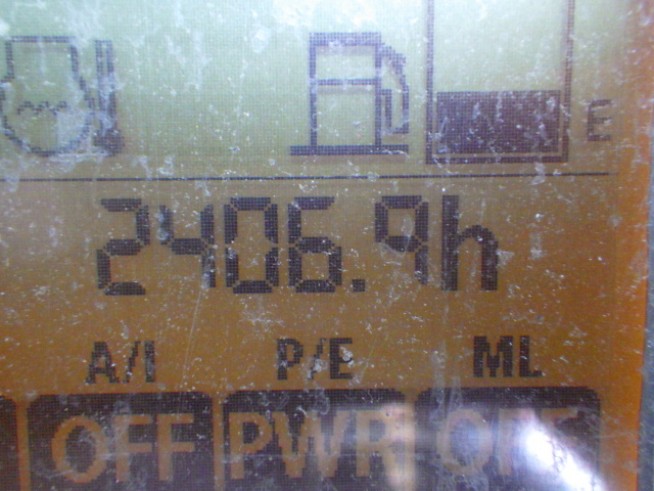 E
2406.9h
A/I P/E ML
OFF PWR OFF